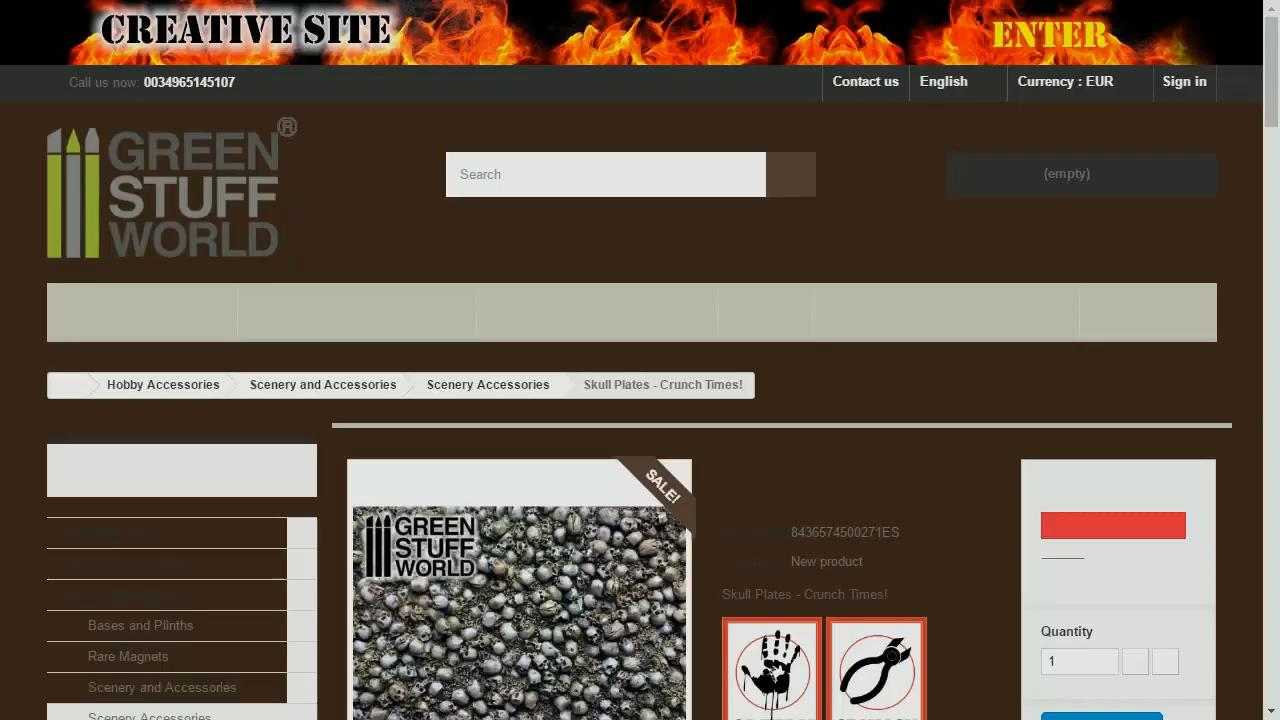 CREATIVE SITE
ENTER
Call us now: 0034965145107
Contact us
English
Currency : EUR
Sign in
GREEN
STUFF
WORLD
®
Search
(empty)
Hobby Accessories
Scenery and Accessories
Scenery Accessories
Skull Plates - Crunch Times!
SALE!
GREEN
STUFF
WORLD
8436574500271ES
New product
Skull Plates - Crunch Times!
Quantity
1
Bases and Plinths
Rare Magnets
Scenery and Accessories
Scenery Accessories